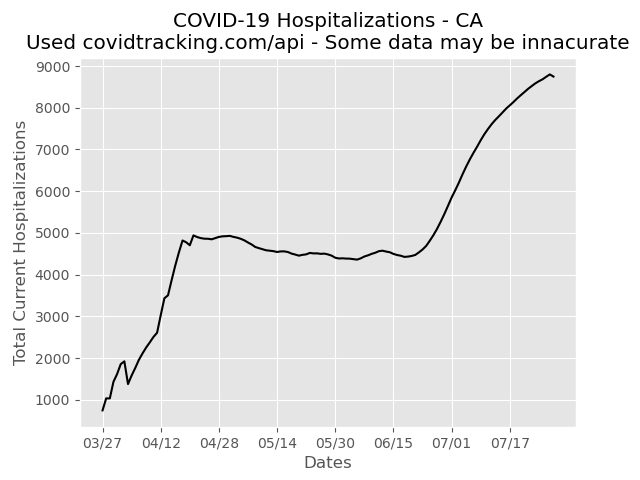 COVID-19 Hospitalizations - CA
Used covidtracking.com/api - Some data may be innacurate
9000
8000
7000
6000
5000
4000
3000
2000
1000
Total Current Hospitalizations
03/27 04/12 04/28 05/14 05/30 06/15 07/01 07/17
Dates